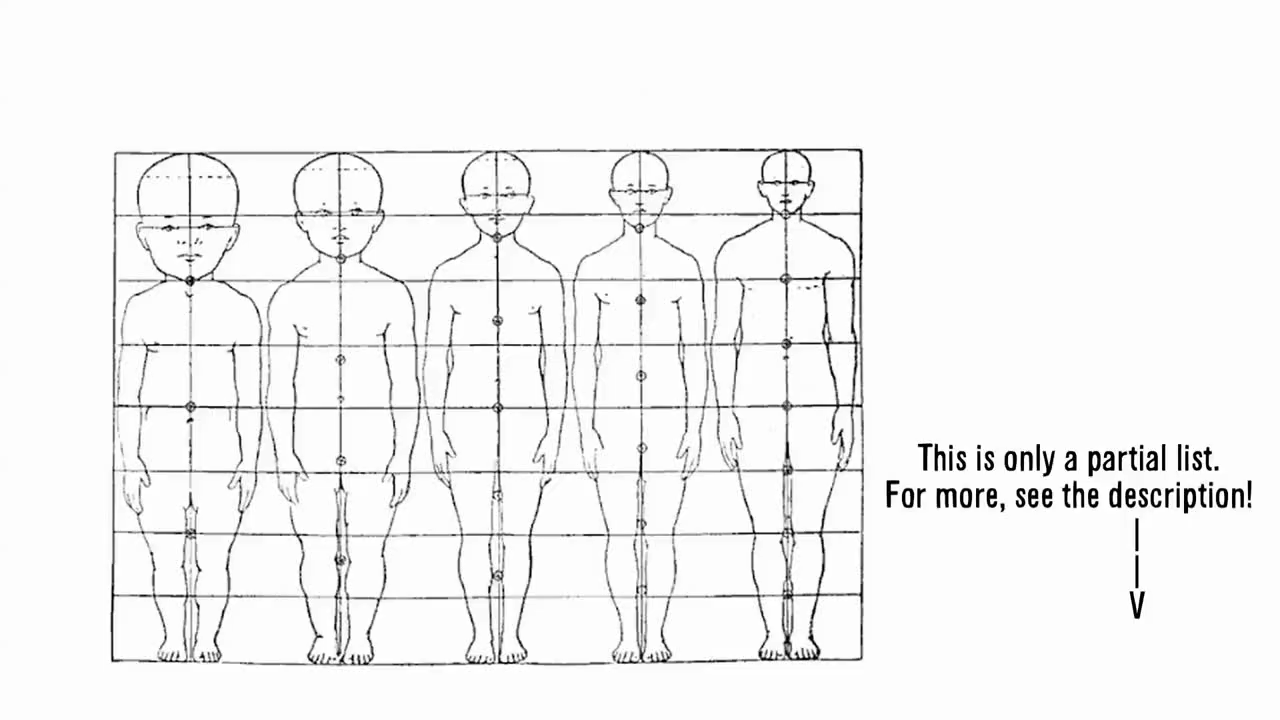 This is only a partial list.
For more, see the description!
|
|
V